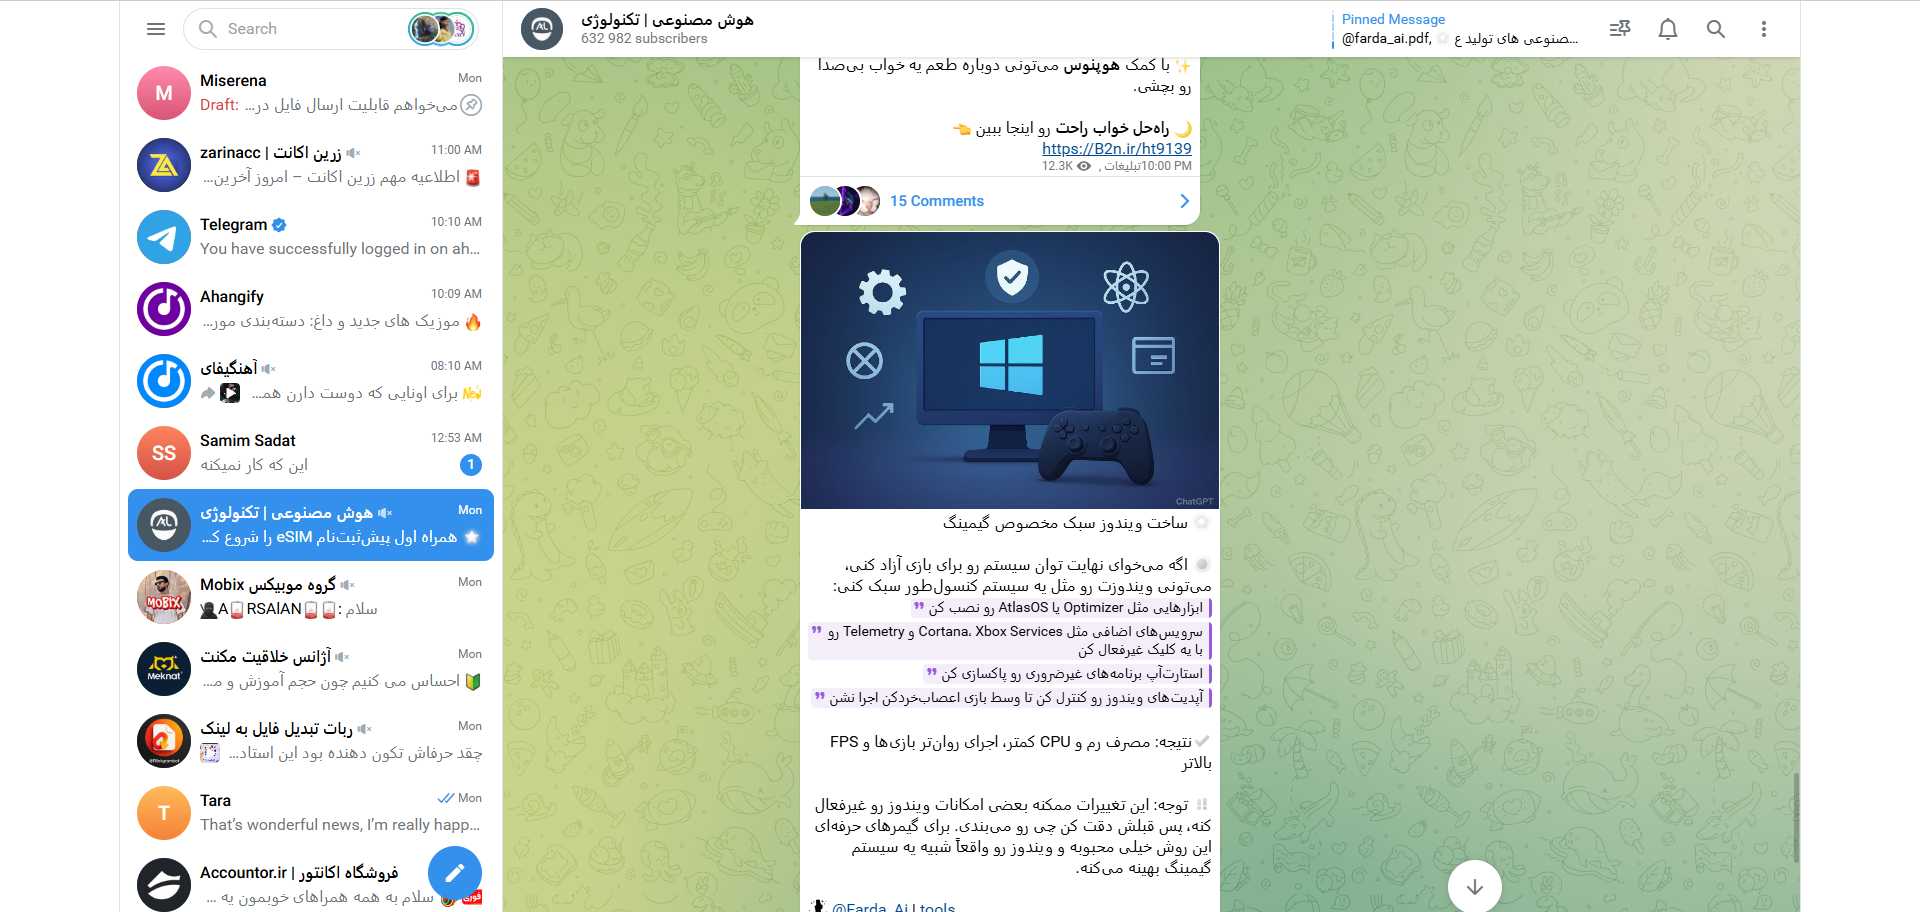 Search
M
Miserena
Mon
Draft: می‌خواهم قابلیت ارسال فایل در...
zarinacc | زرین اکانت
11:00 AM
اطلاعیه مهم زرین اکانت – امروز آخرین...
Telegram
10:10 AM
You have successfully logged in on ah...
Ahangify
10:09 AM
موزیک های جدید و داغ: دسته‌بندی مور...
آهنگیفای
08:10 AM
برای اونایی که دوست دارن هم...
SS
Samim Sadat
12:53 AM
این که کار نمیکنه
1
هوش مصنوعی | تکنولوژی
Mon
همراه اول پیش‌ثبت‌نام eSIM را شروع ک...
MOBIX
Mobix گروه موبیکس
Mon
A RSAlAN: سلام
Meknat
آژانس خلاقیت مکنت
Mon
احساس می کنیم چون حجم آموزش و م...
ربات تبدیل فایل به لینک
Mon
چقد حرفاش تکون دهنده بود این استاد...
T
Tara
Mon
That's wonderful news, I'm really happ...
Accountor.ir | فروشگاه اکانتور
فوری سلام به همه همراهای خوبمون یه ...
هوش مصنوعی | تکنولوژی
632 982 subscribers
Pinned Message
@farda_ai.pdf, صنوعی های تولید ع...
✨ با کمک هوپنوس می‌تونی دوباره طعم یه خواب بی‌صدا
رو بچشی.
🌙 راه‌حل خواب راحت رو اینجا ببین 👈
https://B2n.ir/ht9139
12.3K تبلیغات, 10:00 PM
15 Comments
ChatGPT
ساخت ویندوز سبک مخصوص گیمینگ
اگه می‌خوای نهایت توان سیستم رو برای بازی آزاد کنی،
می‌تونی ویندوزت رو مثل یه سیستم کنسول‌طور سبک کنی:
ابزارهایی مثل Optimizer یا AtlasOS رو نصب کن
سرویس‌های اضافی مثل Cortana، Xbox Services و Telemetry رو
با یه کلیک غیرفعال کن
استارت‌آپ برنامه‌های غیرضروری رو پاکسازی کن
آپدیت‌های ویندوز رو کنترل کن تا وسط بازی اعصاب‌خردکن اجرا نشن
نتیجه: مصرف رم و CPU کمتر، اجرای روان‌تر بازی‌ها و FPS
بالاتر
‼ توجه: این تغییرات ممکنه بعضی امکانات ویندوز رو غیرفعال
کنه، پس قبلش دقت کن چی رو می‌بندی. برای گیمرهای حرفه‌ای
این روش خیلی محبوبه و ویندوز رو واقعاً شبیه یه سیستم
گیمینگ بهینه می‌کنه.
@Farda_Ai | tools